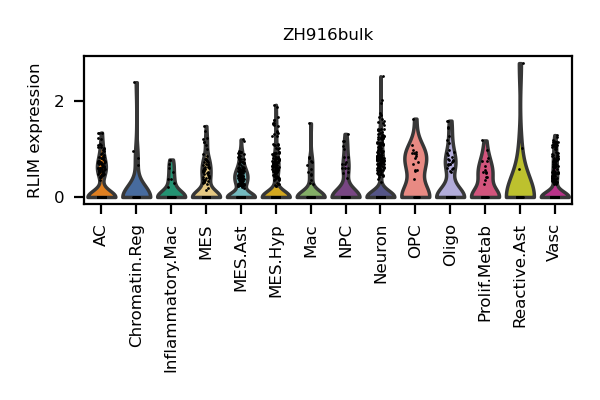 ZH916bulk
RLIM expression
2
0
AC
Chromatin.Reg
Inflammatory.Mac
MES
MES.Ast
MES.Hyp
Mac
NPC
Neuron
OPC
Oligo
Prolif.Metab
Reactive.Ast
Vasc